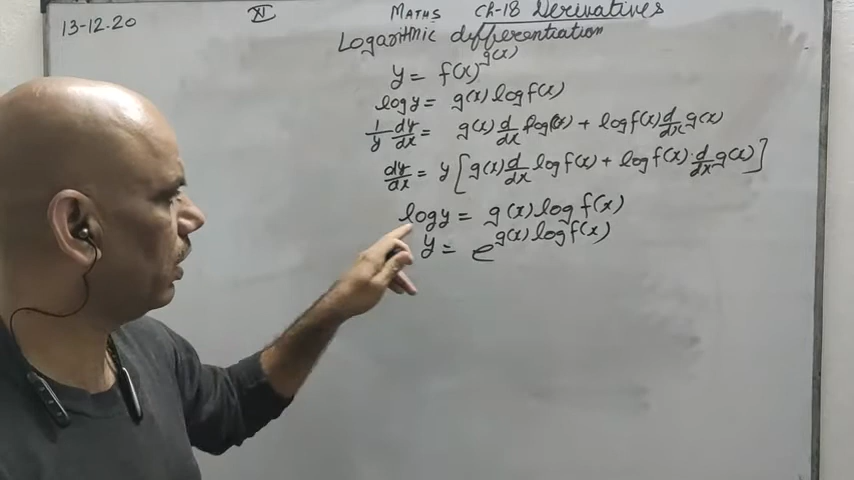 13-12.20
XI
MATHS Ch-18 Derivatives
Logarithmic differentiation
y = f(x)^g(x)
log y = g(x) log f(x)
1/y dy/dx = g(x) d/dx log f(x) + log f(x) d/dx g(x)
dy/dx = y [ g(x) d/dx log f(x) + log f(x) . d/dx g(x) ]
log y = g(x) log f(x)
y = e^g(x) log f(x)